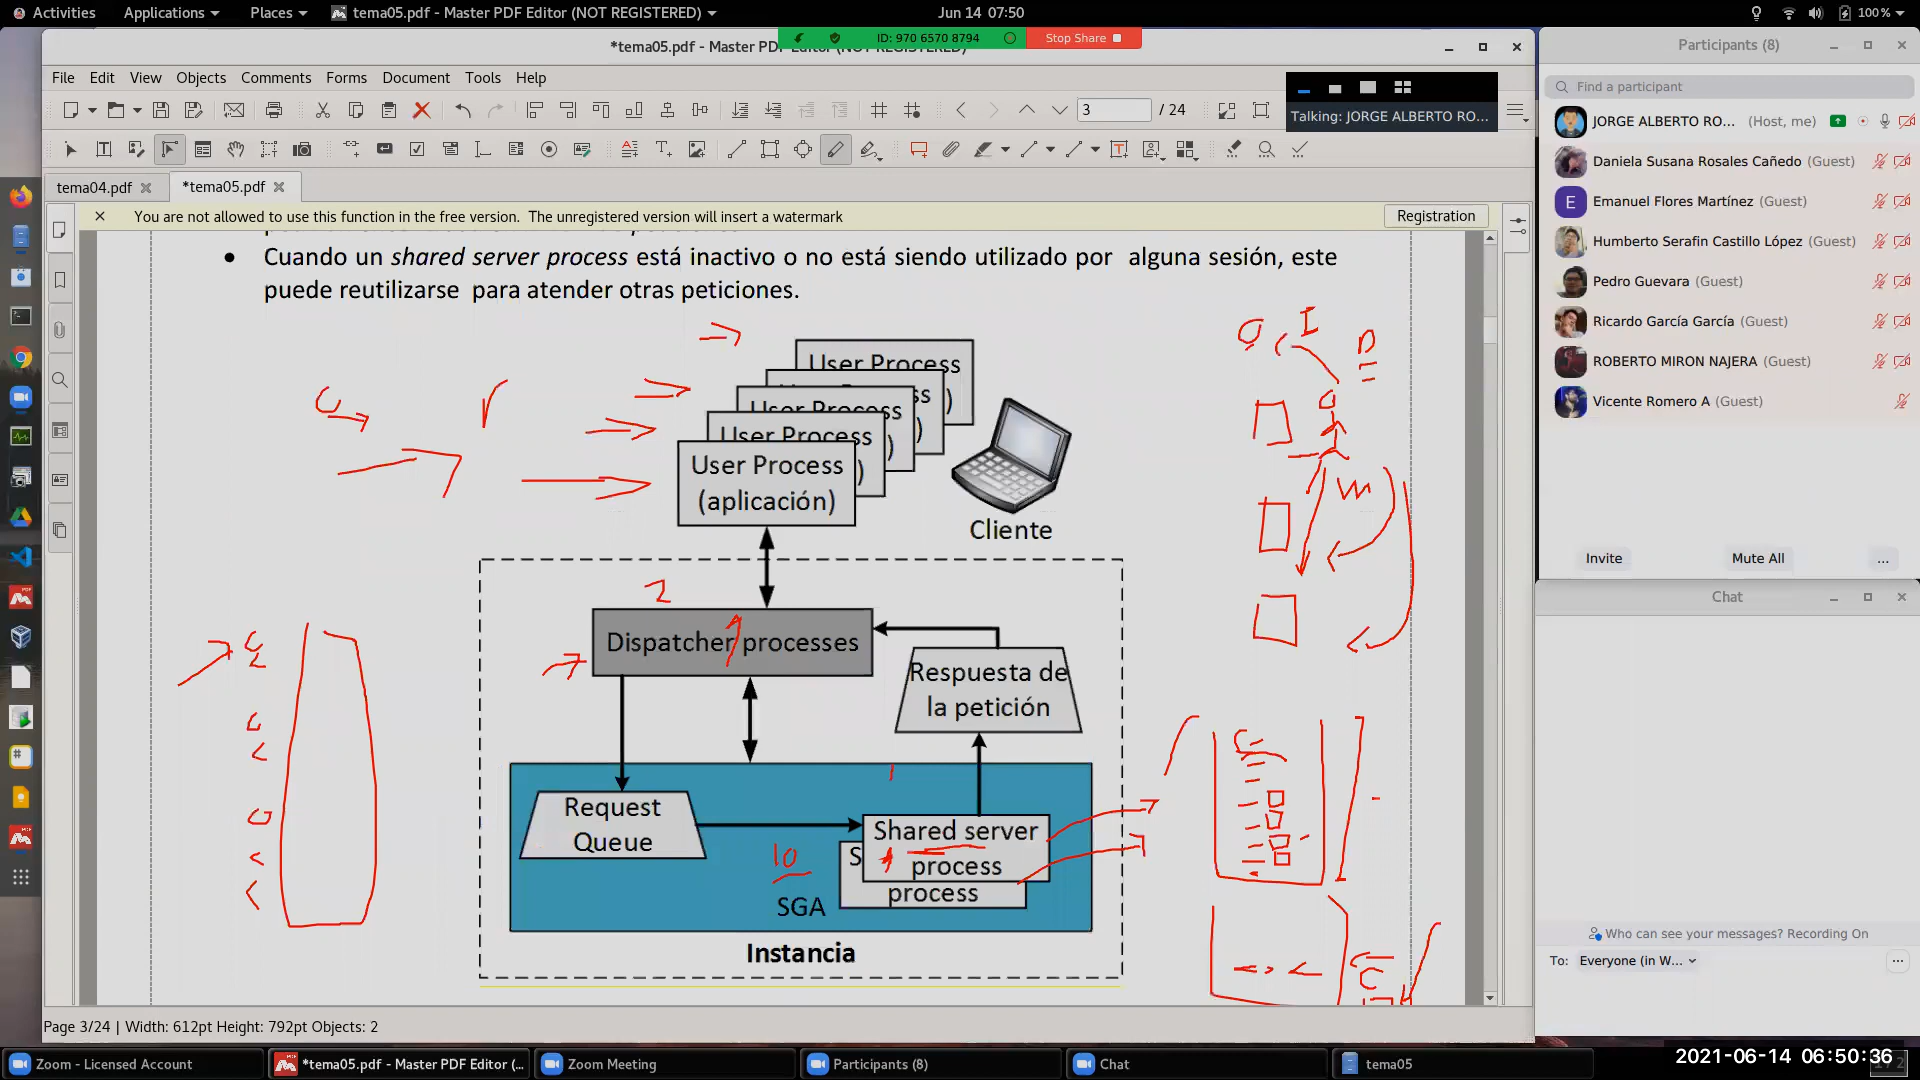 Activities
Applications
Places
tema05.pdf - Master PDF Editor (NOT REGISTERED)
Jun 14 07:50
100%
*tema05.pdf - Master PDF Editor (NOT REGISTERED)
ID: 970 6570 8794
Stop Share
File Edit View Objects Comments Forms Document Tools Help
3 / 24
Talking: JORGE ALBERTO RO...
tema04.pdf
*tema05.pdf
You are not allowed to use this function in the free version. The unregistered version will insert a watermark
Registration
• Cuando un shared server process está inactivo o no está siendo utilizado por alguna sesión, este
puede reutilizarse para atender otras peticiones.
User Process
User Process
User Process
User Process
(aplicación)
Cliente
2
Dispatcher processes
Respuesta de
la petición
Request
Queue
Shared server
process
process
10
SGA
Instancia
Page 3/24 | Width: 612pt Height: 792pt Objects: 2
Participants (8)
Find a participant
JORGE ALBERTO RO... (Host, me)
Daniela Susana Rosales Cañedo (Guest)
E
Emanuel Flores Martínez (Guest)
Humberto Serafin Castillo López (Guest)
Pedro Guevara (Guest)
Ricardo García García (Guest)
ROBERTO MIRON NAJERA (Guest)
Vicente Romero A (Guest)
Invite
Mute All
...
Chat
Who can see your messages? Recording On
To: Everyone (in W...
Zoom - Licensed Account
*tema05.pdf - Master PDF Editor (...
Zoom Meeting
Participants (8)
Chat
tema05
2021-06-14 06:50:36